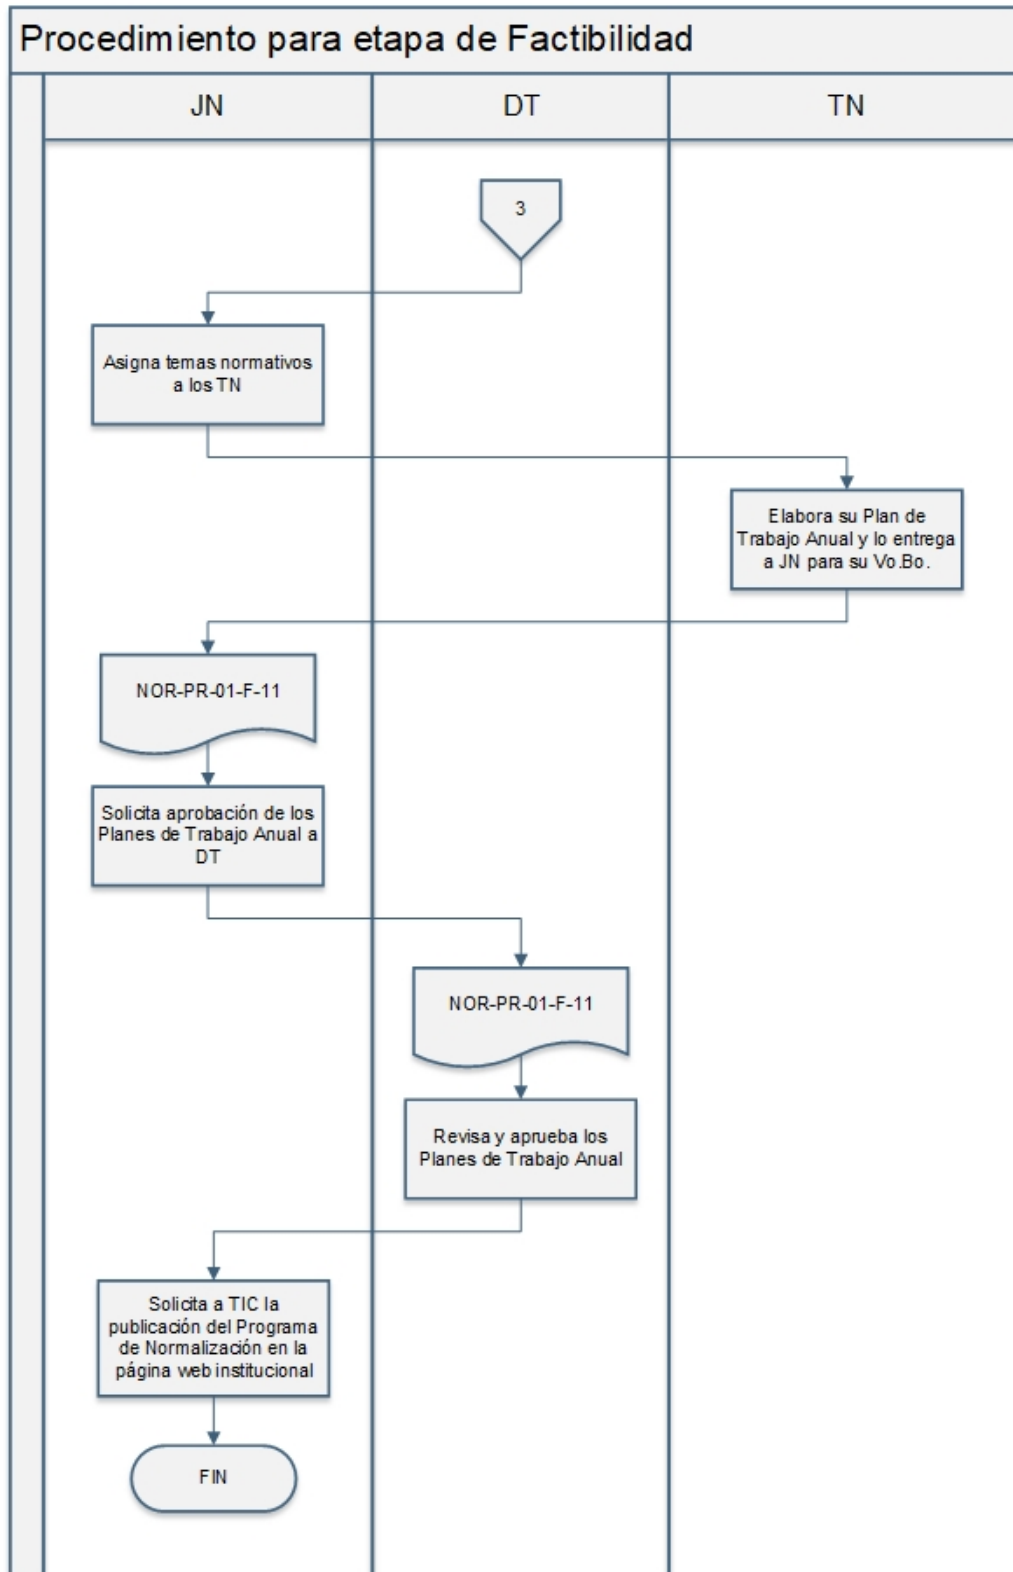 Procedimiento para etapa de Factibilidad
JN
DT
TN
3
Asigna temas normativos
a los TN
Elabora su Plan de
Trabajo Anual y lo entrega
a JN para su Vo.Bo.
NOR-PR-01-F-11
Solicita aprobación de los
Planes de Trabajo Anual a
DT
NOR-PR-01-F-11
Revisa y aprueba los
Planes de Trabajo Anual
Solicita a TIC la
publicación del Programa
de Normalización en la
página web institucional
FIN